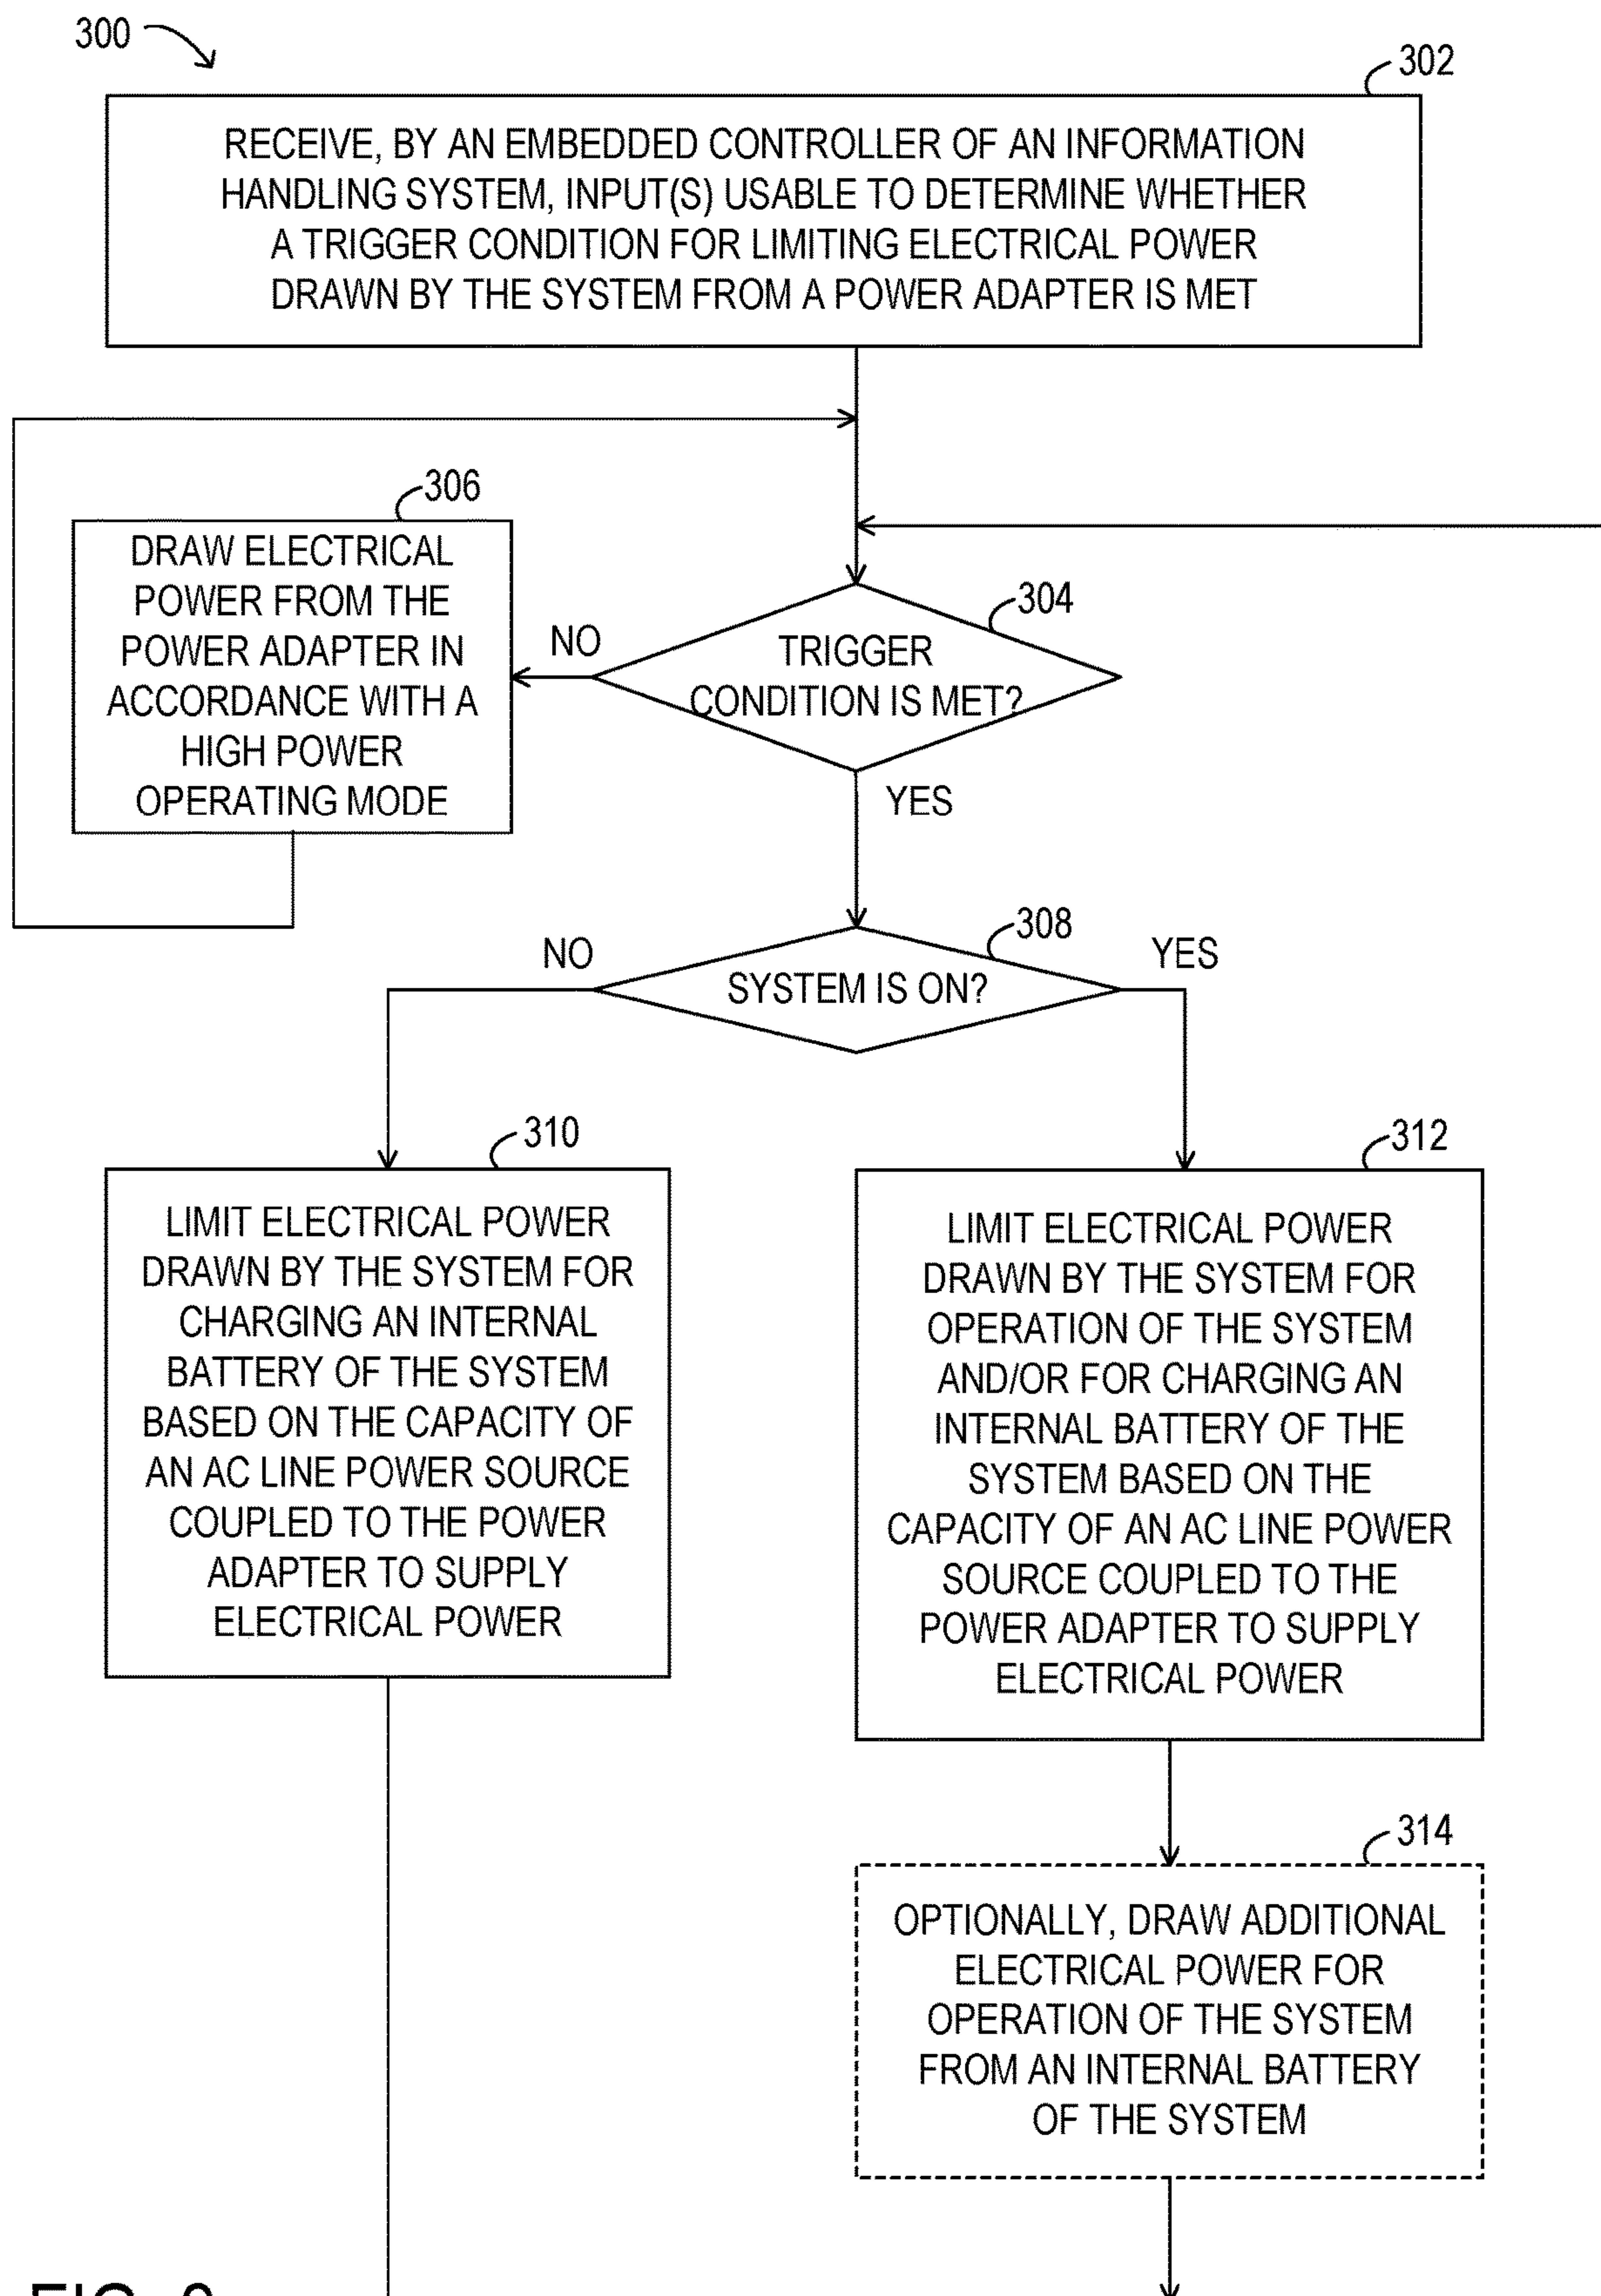 300
302
RECEIVE, BY AN EMBEDDED CONTROLLER OF AN INFORMATION
HANDLING SYSTEM, INPUT(S) USABLE TO DETERMINE WHETHER
A TRIGGER CONDITION FOR LIMITING ELECTRICAL POWER
DRAWN BY THE SYSTEM FROM A POWER ADAPTER IS MET
306
DRAW ELECTRICAL
POWER FROM THE
POWER ADAPTER IN
ACCORDANCE WITH A
HIGH POWER
OPERATING MODE
304
NO
TRIGGER
CONDITION IS MET?
YES
308
NO
YES
SYSTEM IS ON?
310
LIMIT ELECTRICAL POWER
DRAWN BY THE SYSTEM FOR
CHARGING AN INTERNAL
BATTERY OF THE SYSTEM
BASED ON THE CAPACITY OF
AN AC LINE POWER SOURCE
COUPLED TO THE POWER
ADAPTER TO SUPPLY
ELECTRICAL POWER
312
LIMIT ELECTRICAL POWER
DRAWN BY THE SYSTEM FOR
OPERATION OF THE SYSTEM
AND/OR FOR CHARGING AN
INTERNAL BATTERY OF THE
SYSTEM BASED ON THE
CAPACITY OF AN AC LINE POWER
SOURCE COUPLED TO THE
POWER ADAPTER TO SUPPLY
ELECTRICAL POWER
314
OPTIONALLY, DRAW ADDITIONAL
ELECTRICAL POWER FOR
OPERATION OF THE SYSTEM
FROM AN INTERNAL BATTERY
OF THE SYSTEM
FIG.